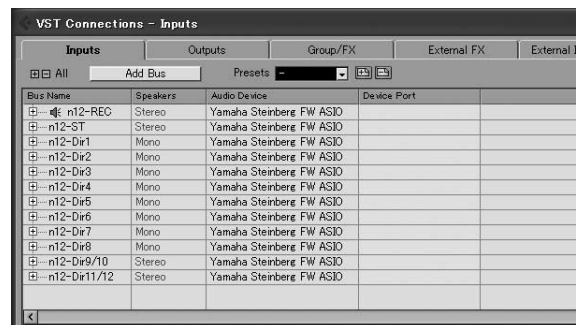 VST Connections - Inputs
Inputs Outputs Group/FX External FX External
All Add Bus Presets -
Bus Name Speakers Audio Device Device Port
n12-REC Stereo Yamaha Steinberg FW ASIO
n12-ST Stereo Yamaha Steinberg FW ASIO
n12-Dir1 Mono Yamaha Steinberg FW ASIO
n12-Dir2 Mono Yamaha Steinberg FW ASIO
n12-Dir3 Mono Yamaha Steinberg FW ASIO
n12-Dir4 Mono Yamaha Steinberg FW ASIO
n12-Dir5 Mono Yamaha Steinberg FW ASIO
n12-Dir6 Mono Yamaha Steinberg FW ASIO
n12-Dir7 Mono Yamaha Steinberg FW ASIO
n12-Dir8 Mono Yamaha Steinberg FW ASIO
n12-Dir9/10 Stereo Yamaha Steinberg FW ASIO
n12-Dir11/12 Stereo Yamaha Steinberg FW ASIO